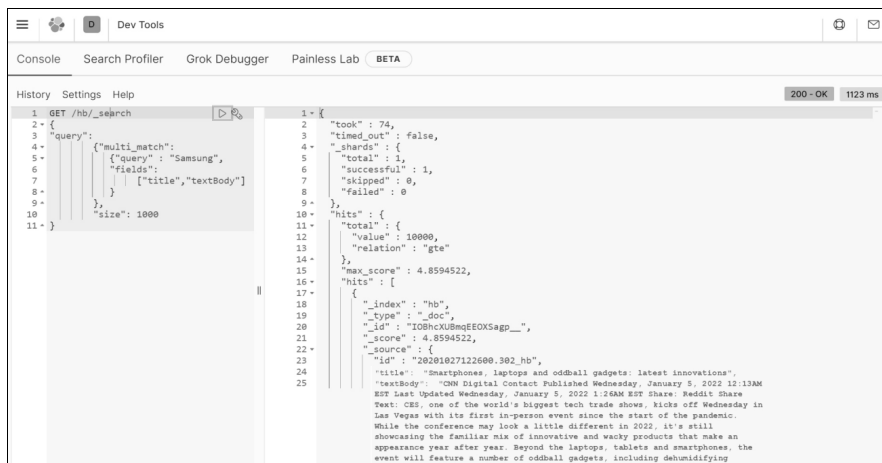 D Dev Tools
Console Search Profiler Grok Debugger Painless Lab BETA
History Settings Help 200 - OK 1123 ms
1 GET /hb/_search
2 {
3 "query":
4 {"multi_match":
5 {"query" : "Samsung",
6 "fields":
7 ["title","textBody"]
8 }
9 },
10 "size": 1000
11 }
1 {
2 "took" : 74,
3 "timed_out" : false,
4 "_shards" : {
5 "total" : 1,
6 "successful" : 1,
7 "skipped" : 0,
8 "failed" : 0
9 },
10 "hits" : {
11 "total" : {
12 "value" : 10000,
13 "relation" : "gte"
14 },
15 "max_score" : 4.8594522,
16 "hits" : [
17 {
18 "_index" : "hb",
19 "_type" : "_doc",
20 "_id" : "IOBhcXUBmqEEOXSagp__",
21 "_score" : 4.8594522,
22 "_source" : {
23 "id" : "20201027122600.302_hb",
24 "title": "Smartphones, laptops and oddball gadgets: latest innovations",
25 "textBody": "CNN Digital Contact Published Wednesday, January 5, 2022 12:13AM
EST Last Updated Wednesday, January 5, 2022 1:26AM EST Share: Reddit Share
Text: CES, one of the world's biggest tech trade shows, kicks off Wednesday in
Las Vegas with its first in-person event since the start of the pandemic.
While the conference may look a little different in 2022, it's still
showcasing the familiar mix of innovative and wacky products that make an
appearance year after year. Beyond the laptops, tablets and smartphones, the
event will feature a number of oddball gadgets, including dehumidifying